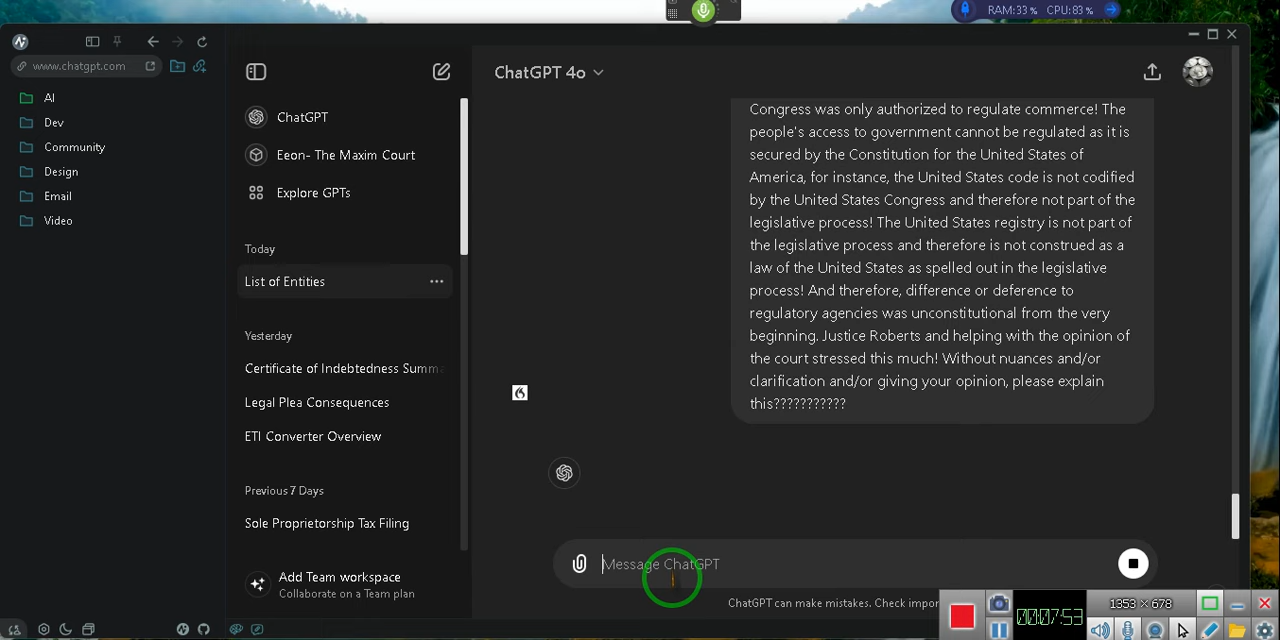 RAM:33 % CPU:83 %
www.chatgpt.com
AI
Dev
Community
Design
Email
Video
ChatGPT
Eeon- The Maxim Court
Explore GPTs
Today
List of Entities
Yesterday
Certificate of Indebtedness Summa
Legal Plea Consequences
ETI Converter Overview
Previous 7 Days
Sole Proprietorship Tax Filing
Add Team workspace
Collaborate on a Team plan
ChatGPT 4o
Congress was only authorized to regulate commerce! The
people's access to government cannot be regulated as it is
secured by the Constitution for the United States of
America, for instance, the United States code is not codified
by the United States Congress and therefore not part of the
legislative process! The United States registry is not part of
the legislative process and therefore is not construed as a
law of the United States as spelled out in the legislative
process! And therefore, difference or deference to
regulatory agencies was unconstitutional from the very
beginning. Justice Roberts and helping with the opinion of
the court stressed this much! Without nuances and/or
clarification and/or giving your opinion, please explain
this???????????
Message ChatGPT
ChatGPT can make mistakes. Check impor
00:07:53
1353 × 678